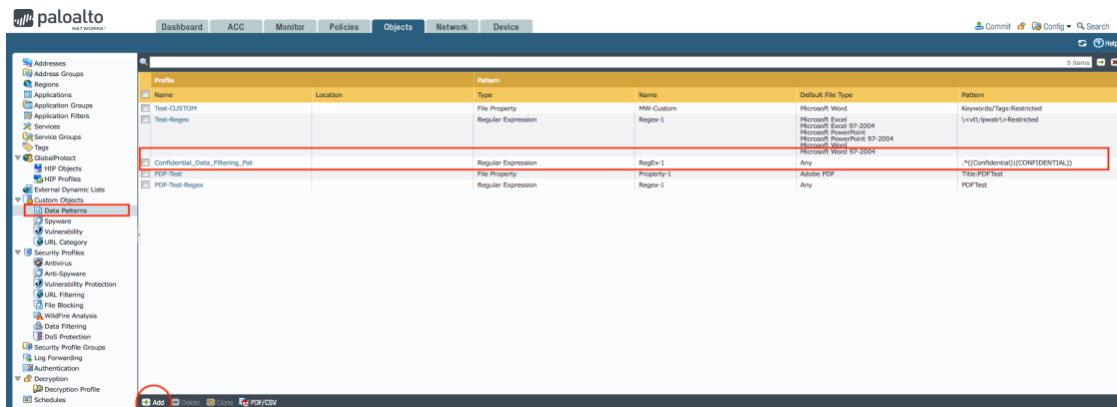 paloalto
NETWORKS
Dashboard ACC Monitor Policies Objects Network Device
Commit Config Search
Help
Addresses
Address Groups
Regions
Applications
Application Groups
Application Filters
Services
Service Groups
Tags
GlobalProtect
HIP Objects
HIP Profiles
External Dynamic Lists
Custom Objects
Data Patterns
Spyware
Vulnerability
URL Category
Security Profiles
Antivirus
Anti-Spyware
Vulnerability Protection
URL Filtering
File Blocking
WildFire Analysis
Data Filtering
DoS Protection
Security Profile Groups
Log Forwarding
Authentication
Decryption
Decryption Profile
Schedules
5 items
Profile Pattern
Name Location Type Name Default File Type Pattern
Test-CUSTOM File Property MW-Custom Microsoft Word Keywords/Tags:Restricted
Test-Regex Regular Expression Regex-1 Microsoft Excel \<vt\:lpwstr\>Restricted
Microsoft Excel 97-2004
Microsoft PowerPoint
Microsoft PowerPoint 97-2004
Microsoft Word
Microsoft Word 97-2004
Confidential_Data_Filtering_Pat Regular Expression RegEx-1 Any .*((Confidential)|(CONFIDENTIAL))
PDF-Test File Property Property-1 Adobe PDF Title:PDFTest
PDF-Test-Regex Regular Expression Regex-1 Any PDFTest
Add Delete Clone PDF/CSV